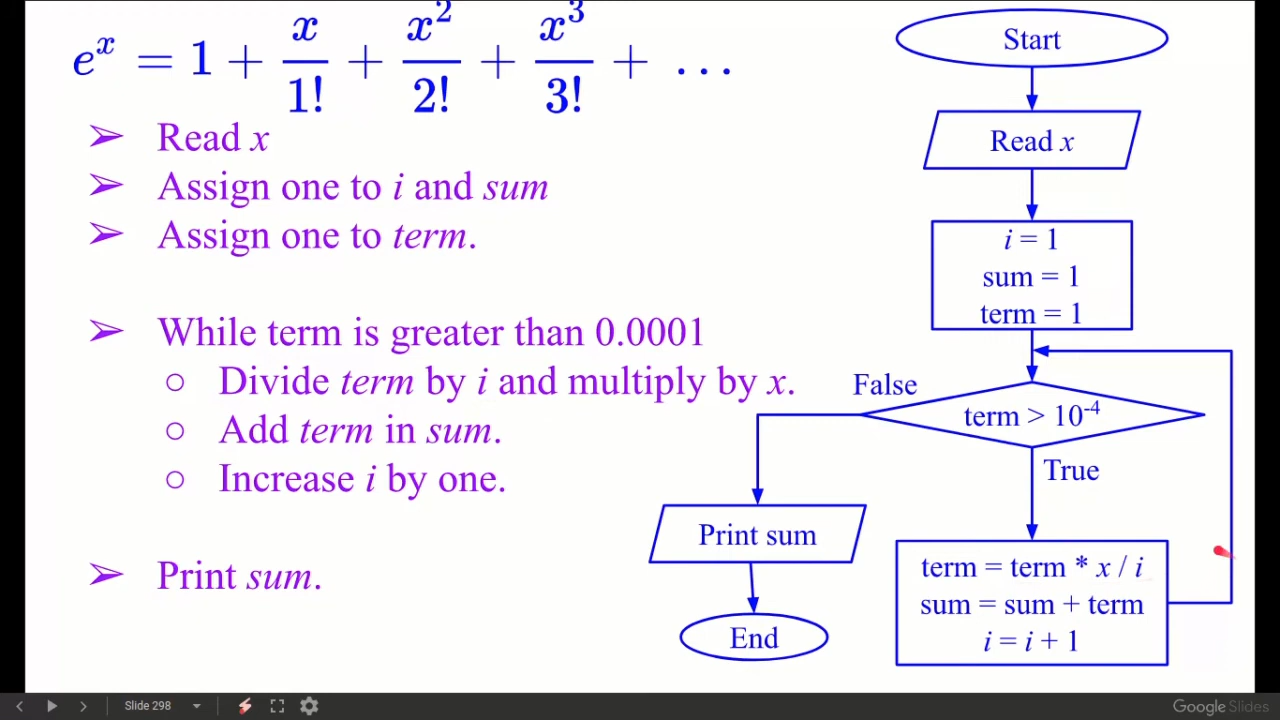 e^x = 1 + x/1! + x^2/2! + x^3/3! + ...
➢ Read x
➢ Assign one to i and sum
➢ Assign one to term.
➢ While term is greater than 0.0001
○ Divide term by i and multiply by x.
○ Add term in sum.
○ Increase i by one.
➢ Print sum.
Start
Read x
i = 1
sum = 1
term = 1
False
term > 10^-4
True
Print sum
term = term * x / i
sum = sum + term
i = i + 1
End
Slide 298
Google Slides